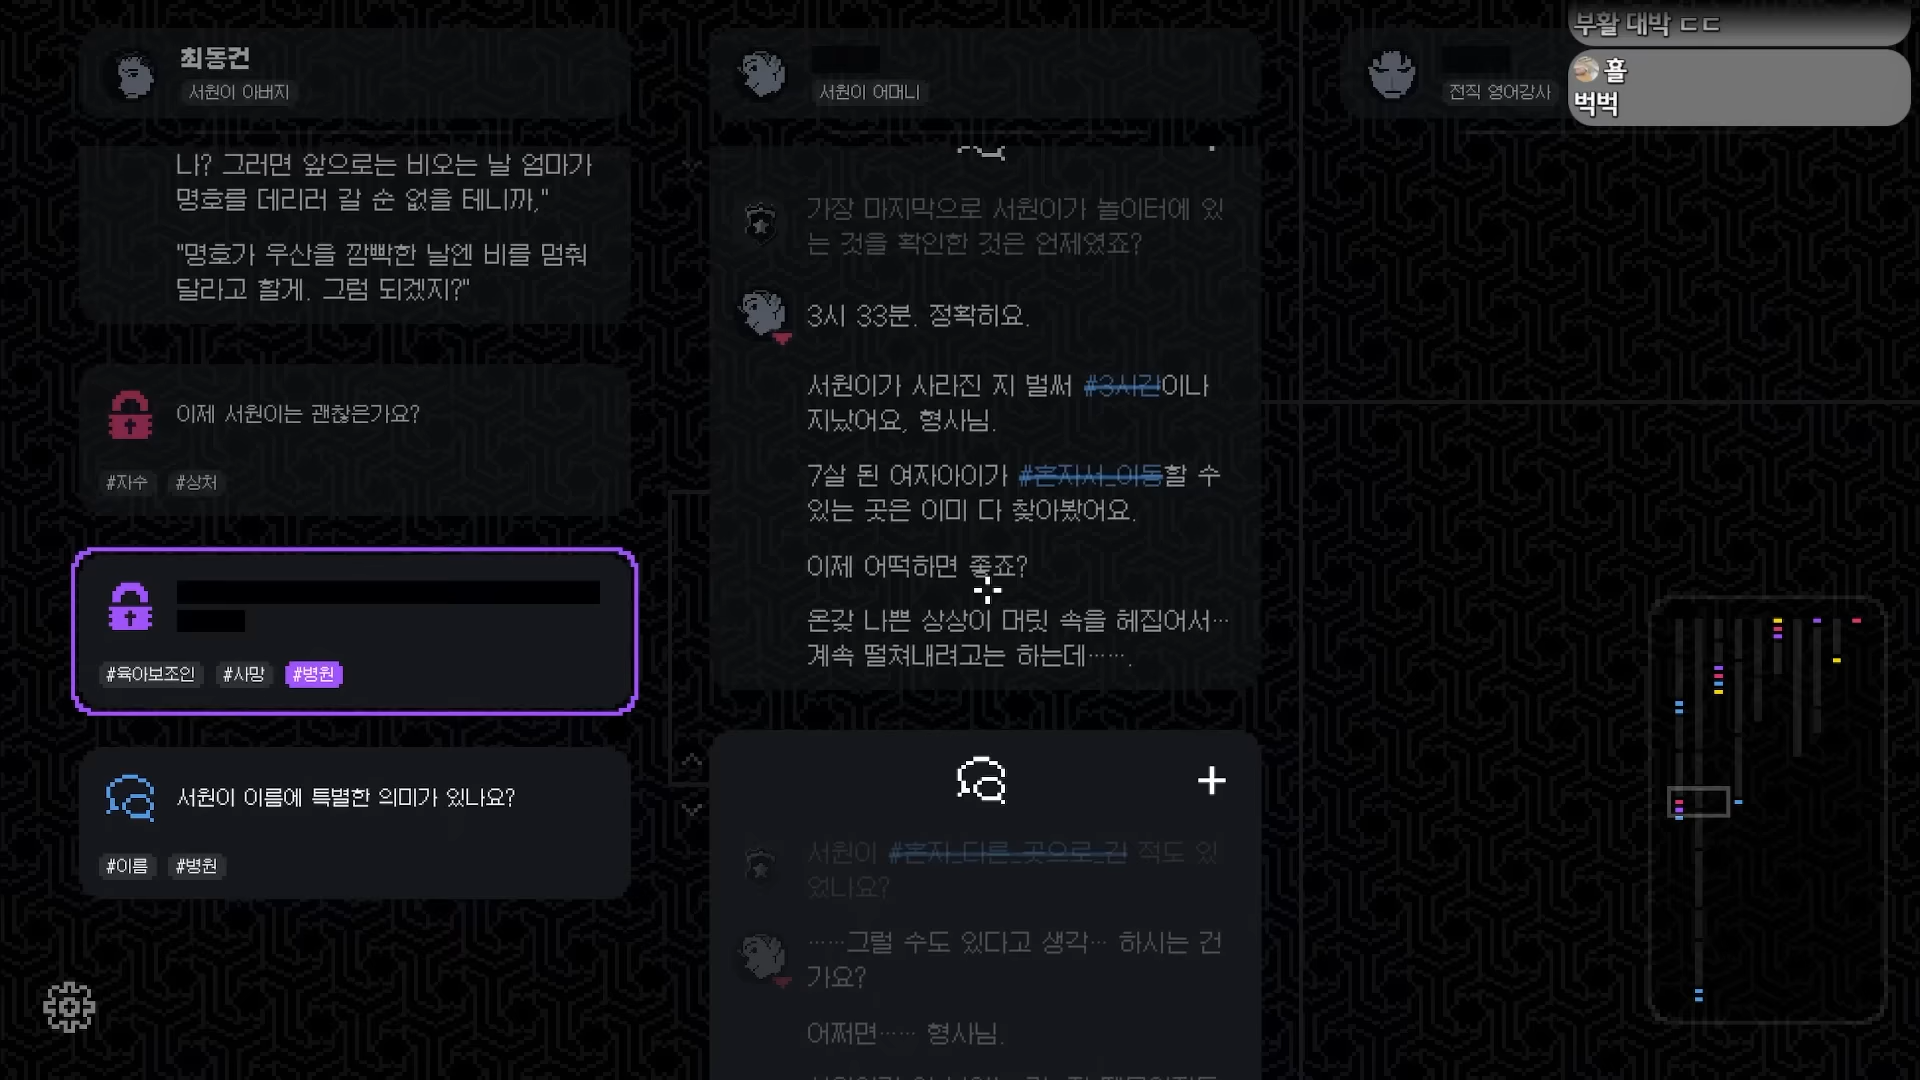 최동건
서원이 아버지
나? 그러면 앞으로는 비오는 날 엄마가
명호를 데리러 갈 순 없을 테니까,"
"명호가 우산을 깜빡한 날엔 비를 멈춰
달라고 할게. 그럼 되겠지?"
이제 서원이는 괜찮은가요?
#자수 #상처
#육아보조인 #사망 #병원
서원이 이름에 특별한 의미가 있나요?
#이름 #병원
서원이 어머니
가장 마지막으로 서원이가 놀이터에 있
는 것을 확인한 것은 언제였죠?
3시 33분. 정확히요.
서원이가 사라진 지 벌써 #3시간이나
지났어요, 형사님.
7살 된 여자아이가 #혼자서_이동할 수
있는 곳은 이미 다 찾아봤어요.
이제 어떡하면 좋죠?
온갖 나쁜 상상이 머릿 속을 헤집어서…
계속 떨쳐내려고는 하는데…….
서원이 #혼자_다른_곳으로_간 적도 있
었나요?
……그럴 수도 있다고 생각… 하시는 건
가요?
어쩌면…… 형사님.
전직 영어강사
부활 대박 ㄷㄷ
횰
벅벅